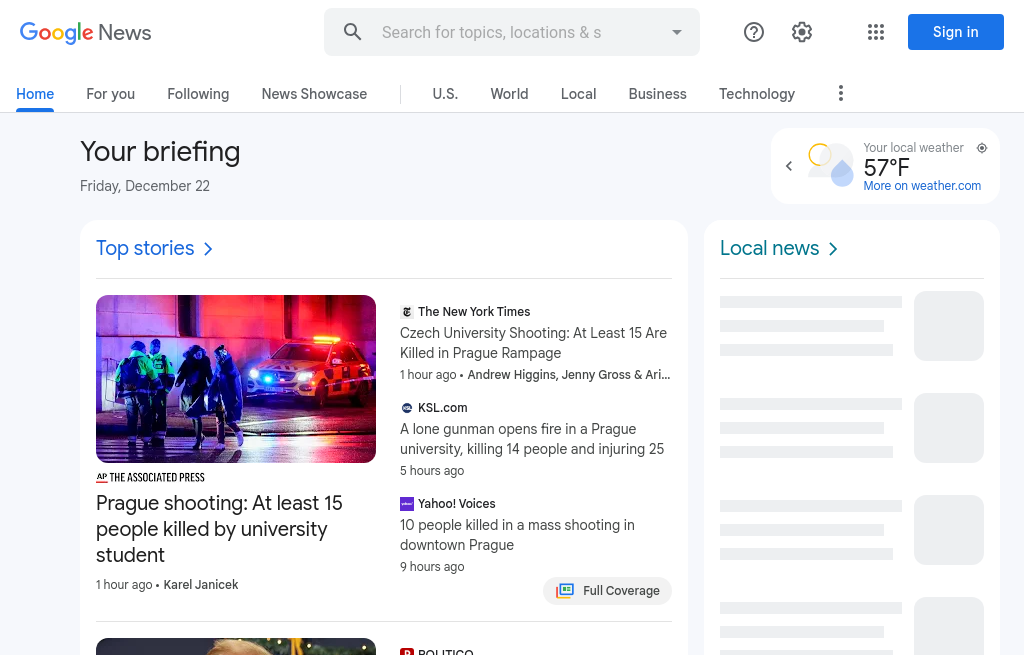 Google News
Search for topics, locations & s
Sign in
Home
For you
Following
News Showcase
U.S.
World
Local
Business
Technology
Your briefing
Friday, December 22
Your local weather
57°F
More on weather.com
Top stories
Local news
AP THE ASSOCIATED PRESS
Prague shooting: At least 15
people killed by university
student
1 hour ago • Karel Janicek
The New York Times
Czech University Shooting: At Least 15 Are
Killed in Prague Rampage
1 hour ago • Andrew Higgins, Jenny Gross & Ari...
KSL.com
A lone gunman opens fire in a Prague
university, killing 14 people and injuring 25
5 hours ago
Yahoo! Voices
10 people killed in a mass shooting in
downtown Prague
9 hours ago
Full Coverage
POLITICO